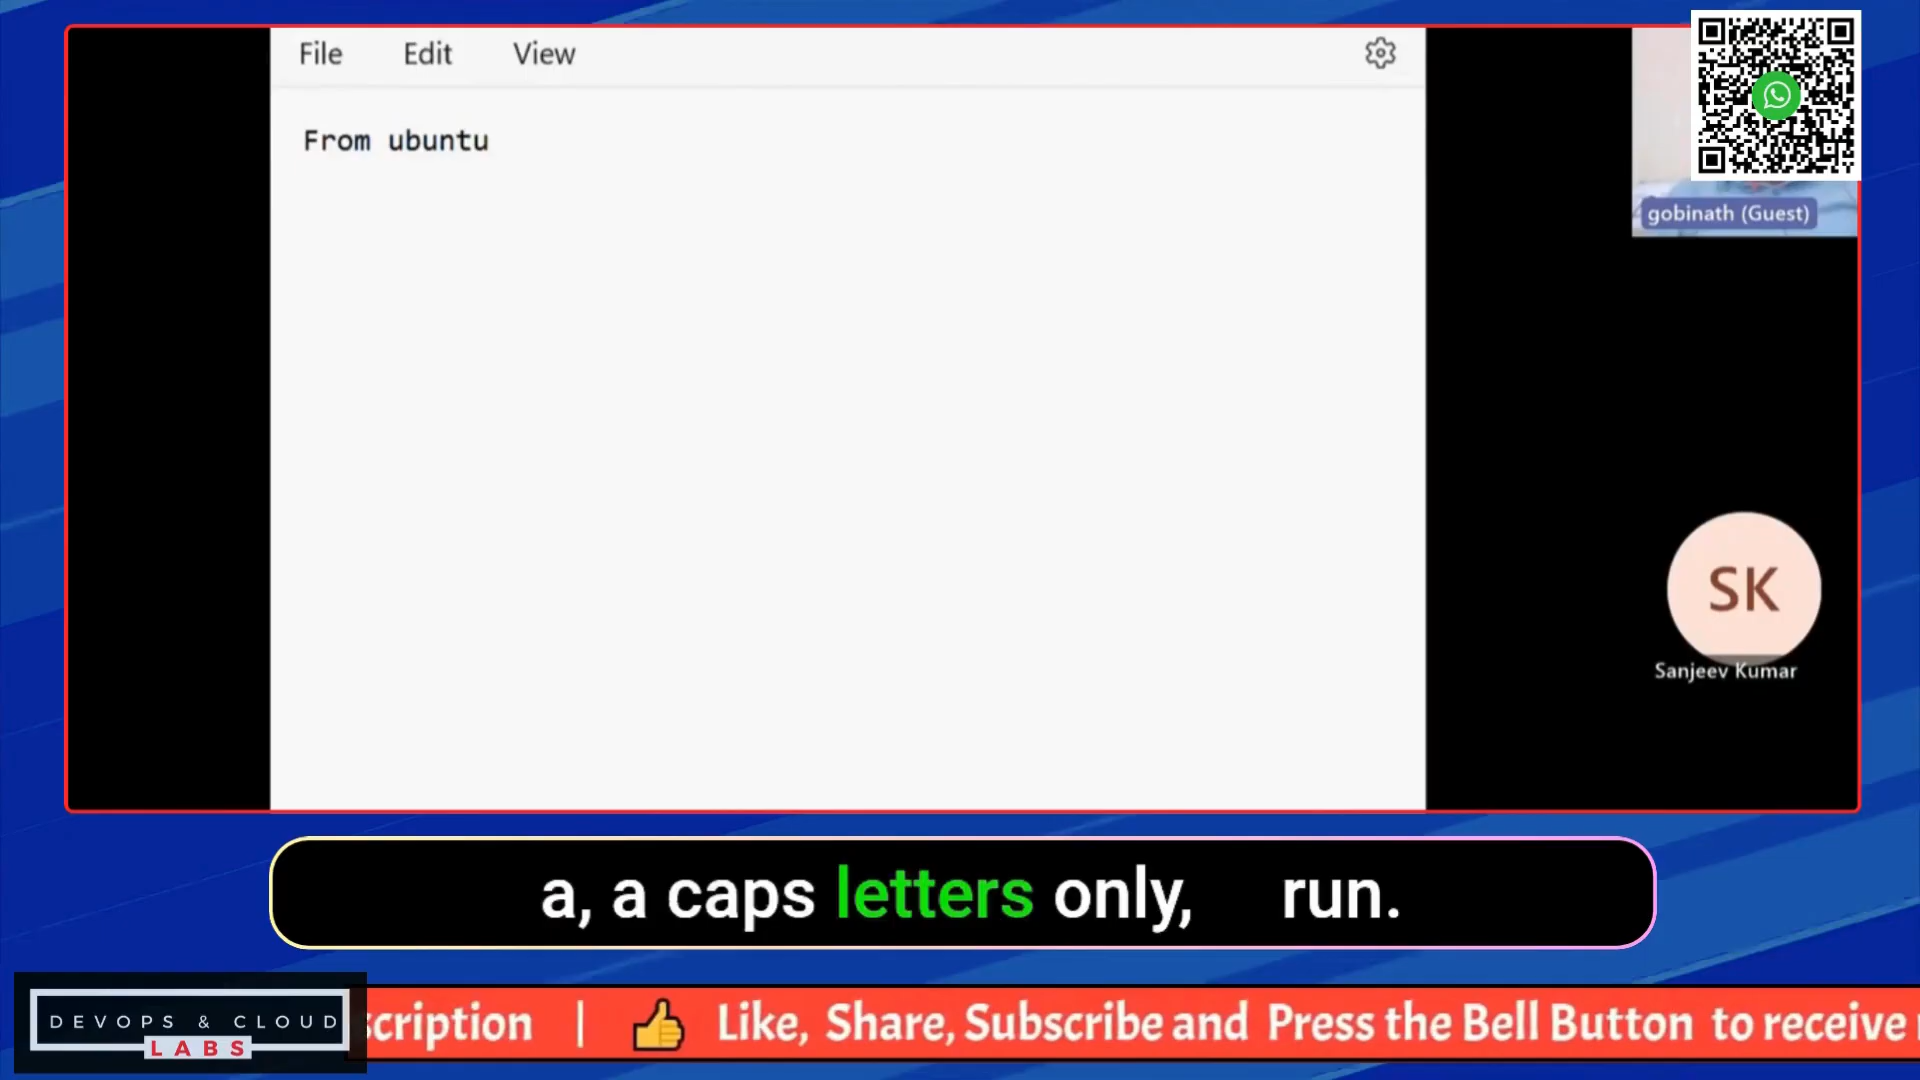 File Edit View
From ubuntu
gobinath (Guest)
SK
Sanjeev Kumar
a, a caps letters only, run.
DEVOPS & CLOUD
LABS
scription | 👍 Like, Share, Subscribe and Press the Bell Button to receive